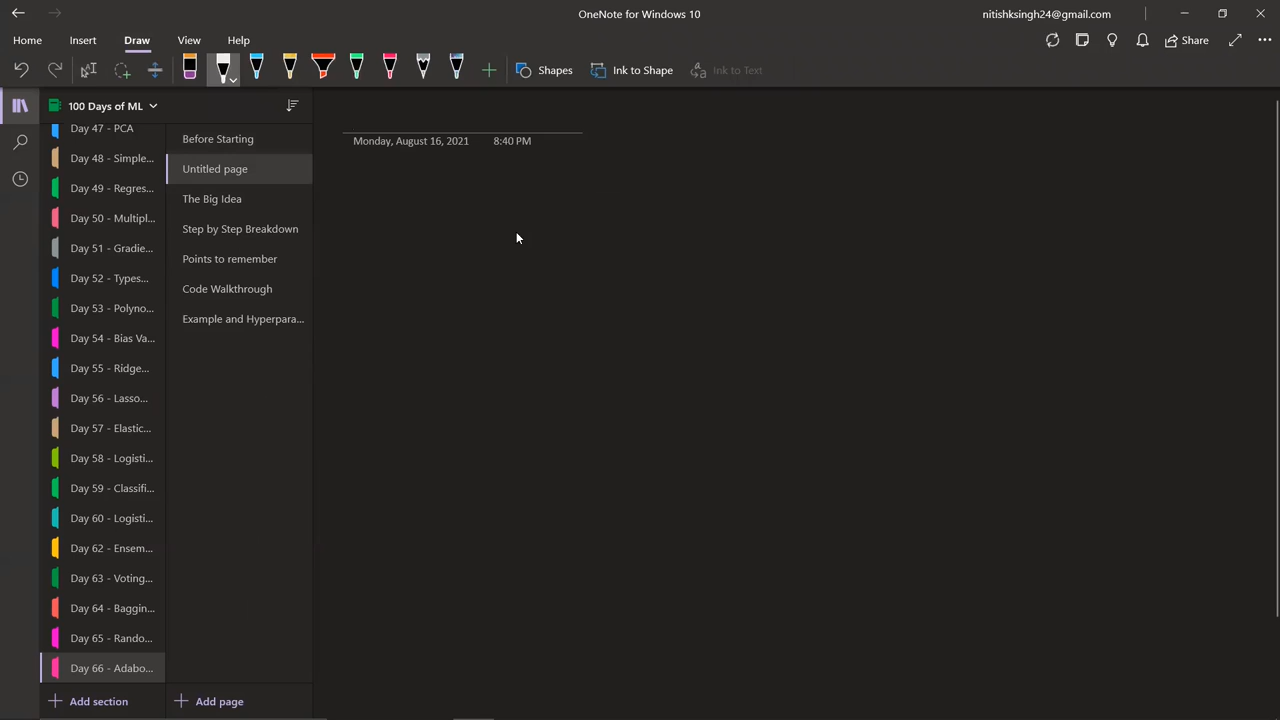 OneNote for Windows 10
nitishksingh24@gmail.com
Home
Insert
Draw
View
Help
Share
Shapes
Ink to Shape
Ink to Text
100 Days of ML
Day 47 - PCA
Day 48 - Simple...
Day 49 - Regres...
Day 50 - Multipl...
Day 51 - Gradie...
Day 52 - Types...
Day 53 - Polyno...
Day 54 - Bias Va...
Day 55 - Ridge...
Day 56 - Lasso...
Day 57 - Elastic...
Day 58 - Logisti...
Day 59 - Classifi...
Day 60 - Logisti...
Day 62 - Ensem...
Day 63 - Voting...
Day 64 - Baggin...
Day 65 - Rando...
Day 66 - Adabo...
Add section
Before Starting
Untitled page
The Big Idea
Step by Step Breakdown
Points to remember
Code Walkthrough
Example and Hyperpara...
Add page
Monday, August 16, 2021 8:40 PM